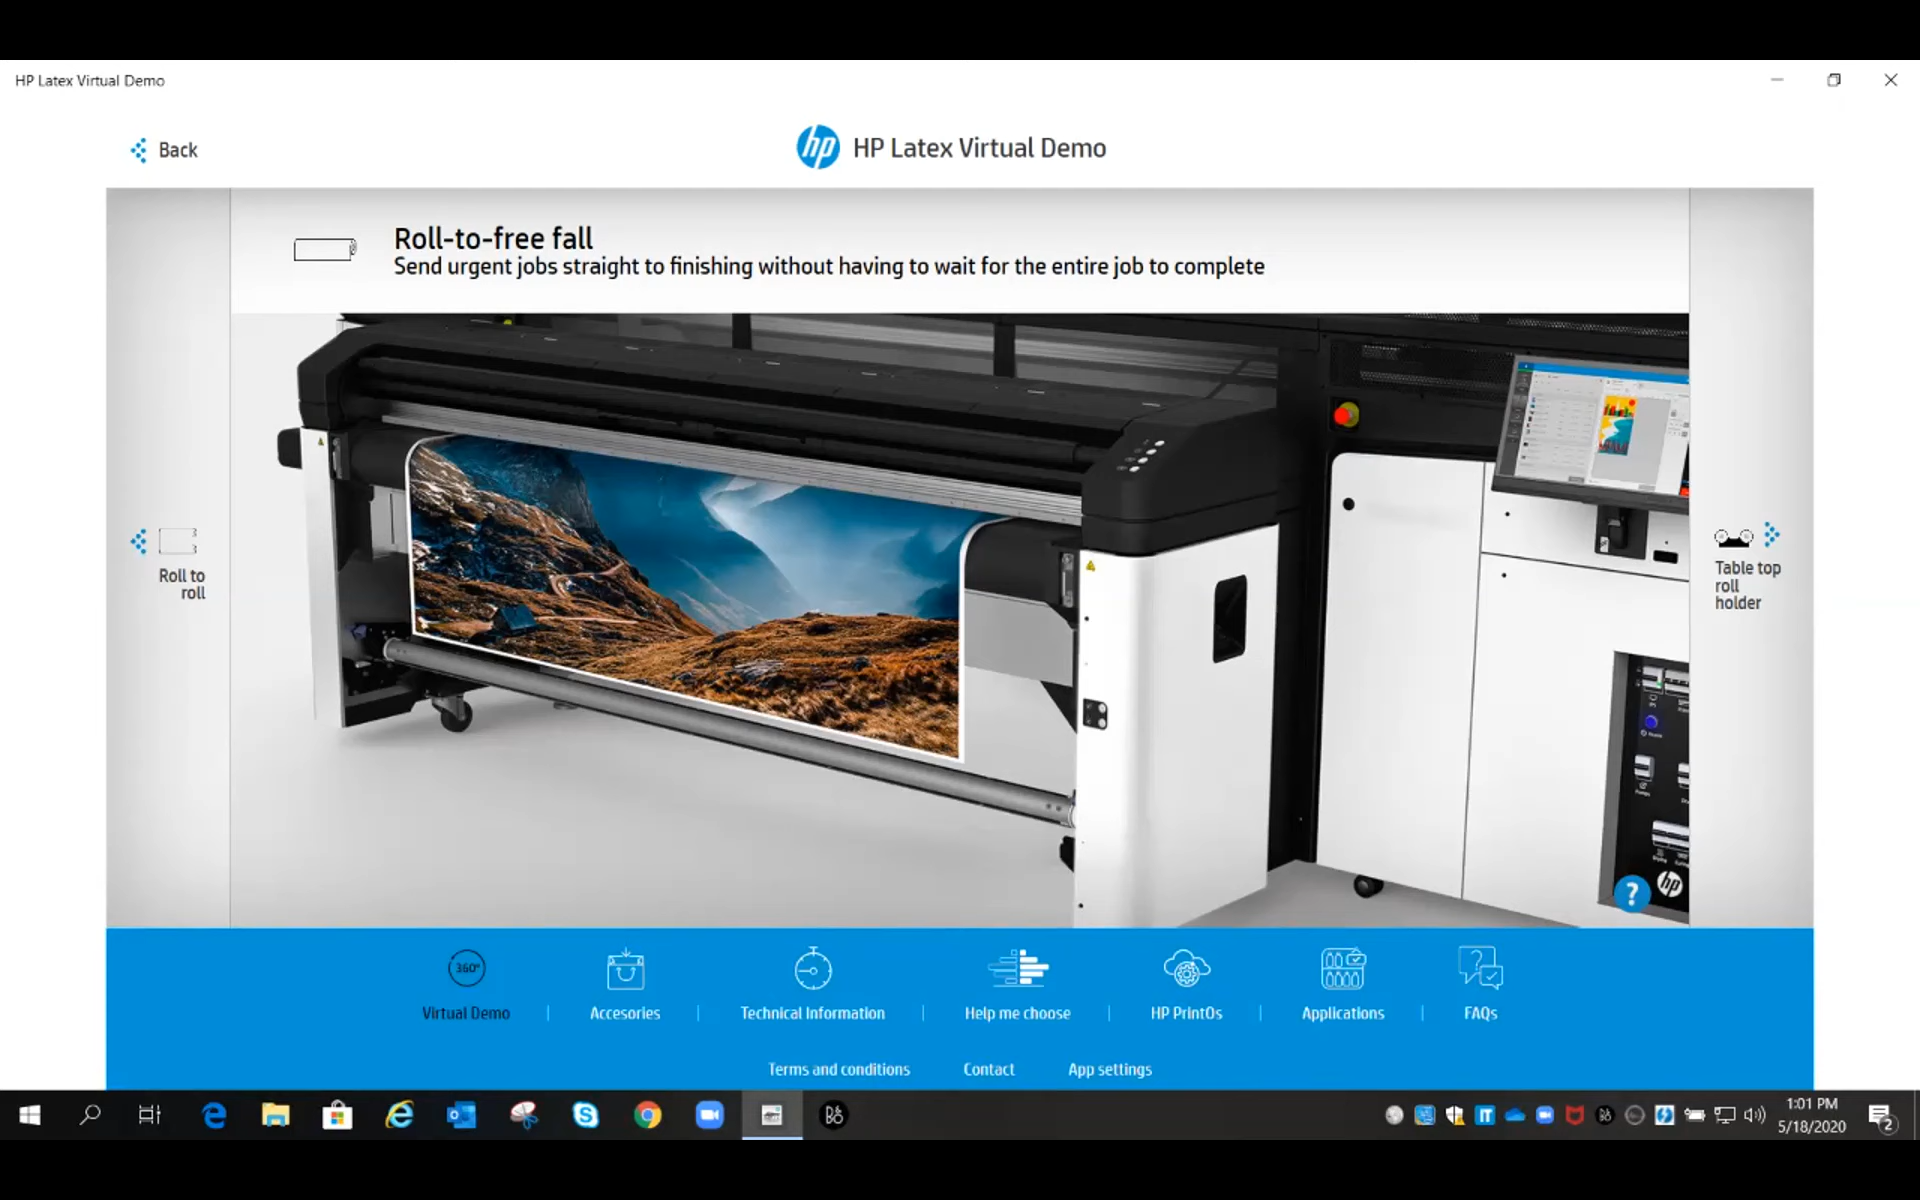 HP Latex Virtual Demo
Back
hp HP Latex Virtual Demo
Roll-to-free fall
Send urgent jobs straight to finishing without having to wait for the entire job to complete
Roll to
roll
Table top
roll
holder
?
hp
360°
Virtual Demo
Accesories
Technical Information
Help me choose
HP PrintOs
Applications
FAQs
Terms and conditions
Contact
App settings
1:01 PM
5/18/2020
2